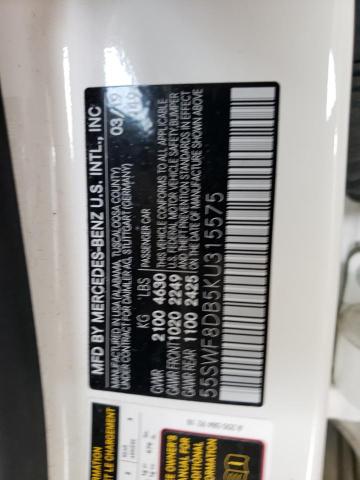 MFD BY MERCEDES-BENZ U.S. INTL., INC
MANUFACTURED IN USA (ALABAMA, TUSCALOOSA COUNTY)
UNDER CONTRACT FOR DAIMLER AG, STUTTGART (GERMANY)
03/19
PASSENGER CAR
KG LBS
GVWR 2100 4630
GAWR FRONT 1020 2249
GAWR REAR 1100 2425
THIS VEHICLE CONFORMS TO ALL APPLICABLE
U.S. FEDERAL MOTOR VEHICLE SAFETY, BUMPER
AND THEFT PREVENTION STANDARDS IN EFFECT
ON THE DATE OF MANUFACTURE SHOWN ABOVE
55SWF8DB5KU315575